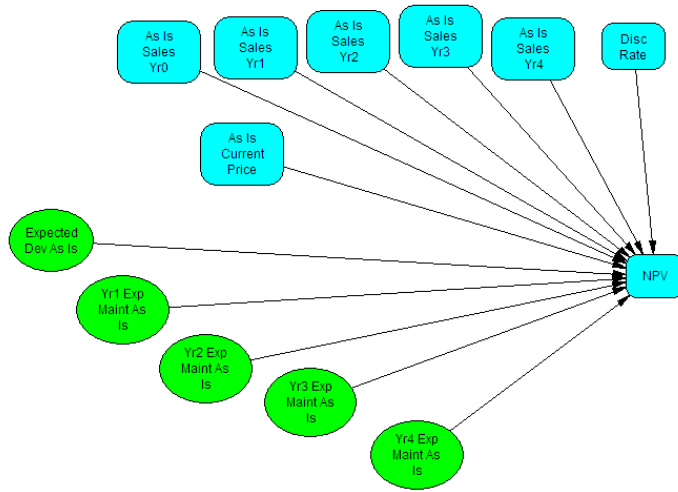 As Is
Sales
Yr0
As Is
Sales
Yr1
As Is
Sales
Yr2
As Is
Sales
Yr3
As Is
Sales
Yr4
Disc
Rate
As Is
Current
Price
Expected
Dev As Is
NPV
Yr1 Exp
Maint As
Is
Yr2 Exp
Maint As
Is
Yr3 Exp
Maint As
Is
Yr4 Exp
Maint As
Is